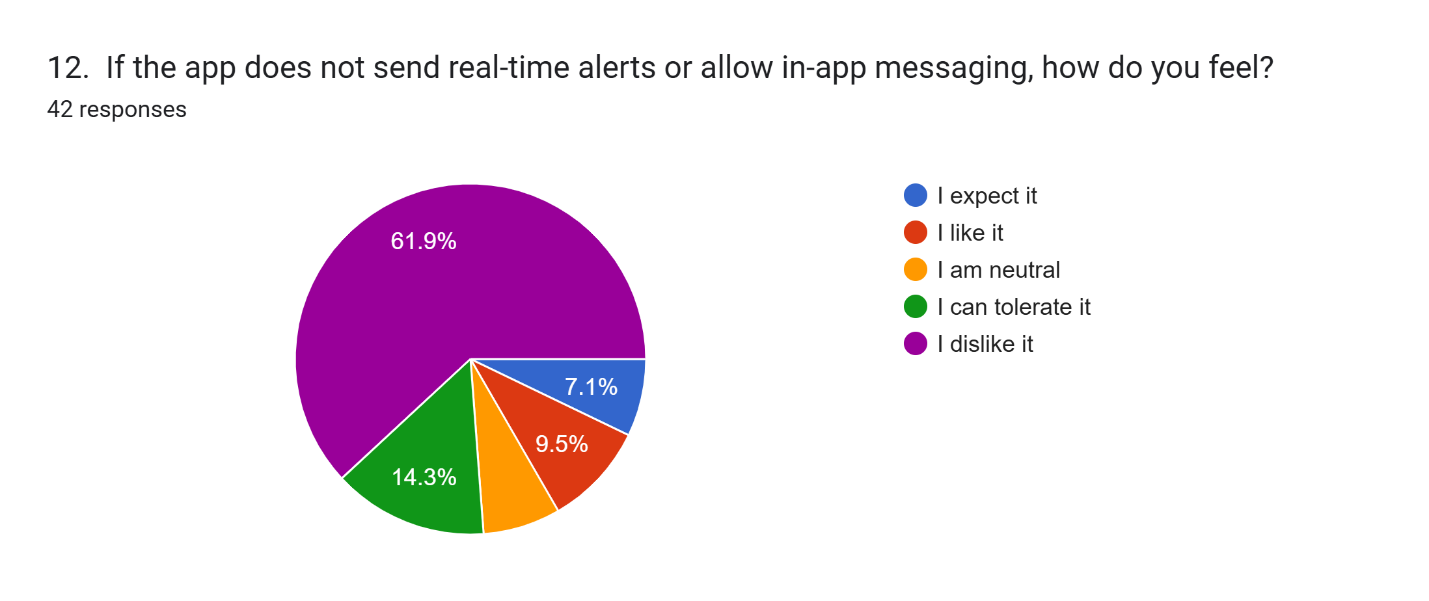 12. If the app does not send real-time alerts or allow in-app messaging, how do you feel?
42 responses
61.9%
7.1%
9.5%
14.3%
I expect it
I like it
I am neutral
I can tolerate it
I dislike it